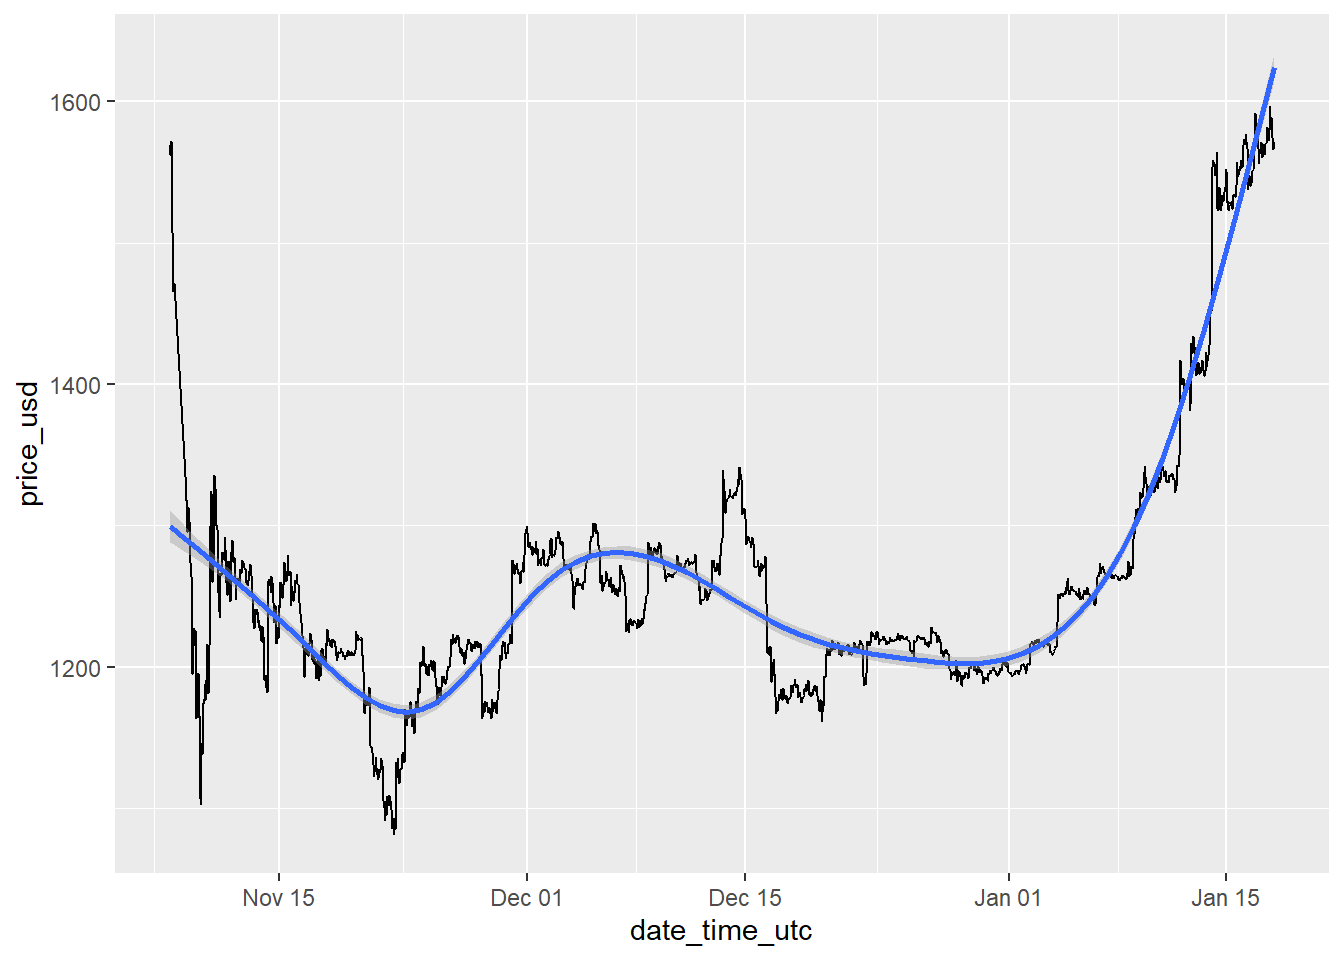 price_usd
1600
1400
1200
Nov 15
Dec 01
Dec 15
Jan 01
Jan 15
date_time_utc